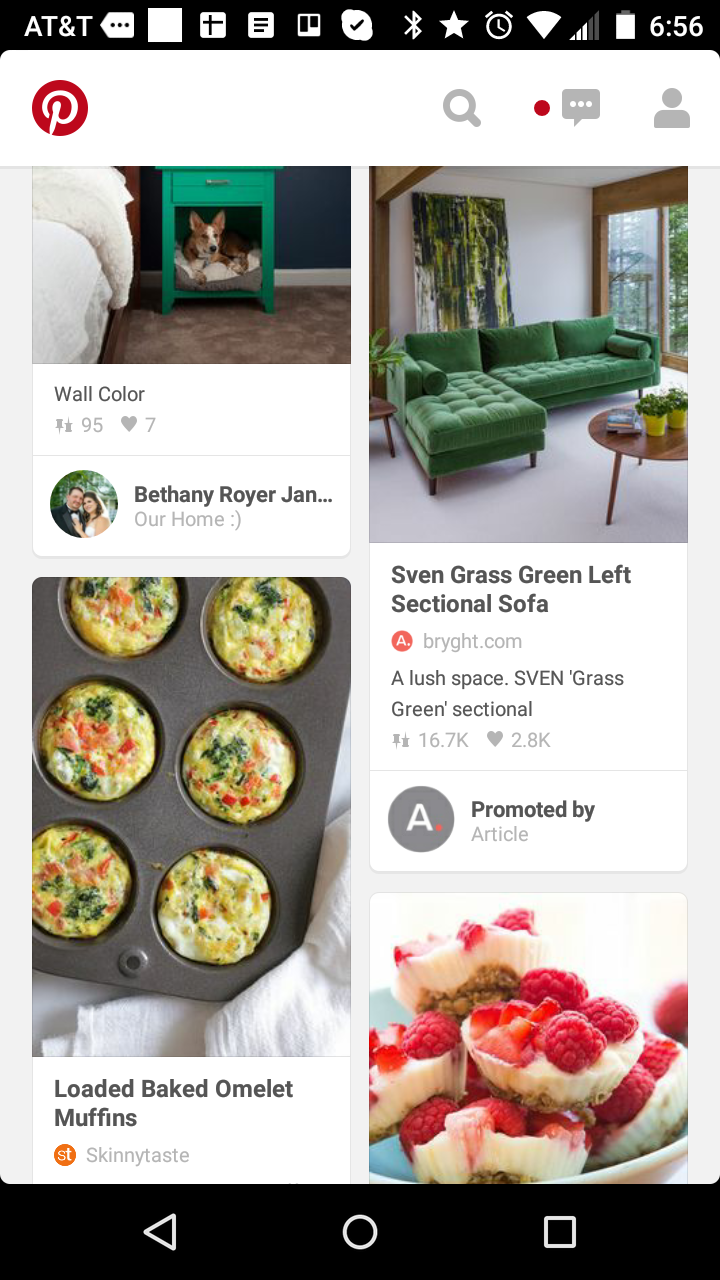 AT&T
6:56
Wall Color
95 7
Bethany Royer Jan...
Our Home :)
Sven Grass Green Left
Sectional Sofa
A. bryght.com
A lush space. SVEN 'Grass
Green' sectional
16.7K 2.8K
A.
Promoted by
Article
Loaded Baked Omelet
Muffins
st Skinnytaste